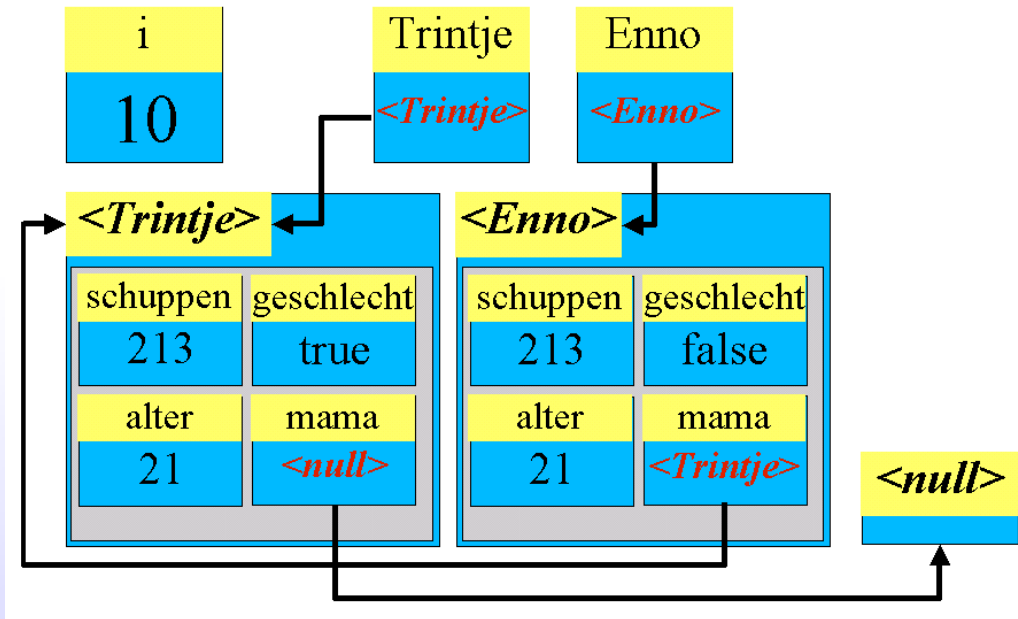 i
10
Trintje
<Trintje>
Enno
<Enno>
<Trintje>
schuppen
213
geschlecht
true
alter
21
mama
<null>
<Enno>
schuppen
213
geschlecht
false
alter
21
mama
<Trintje>
<null>